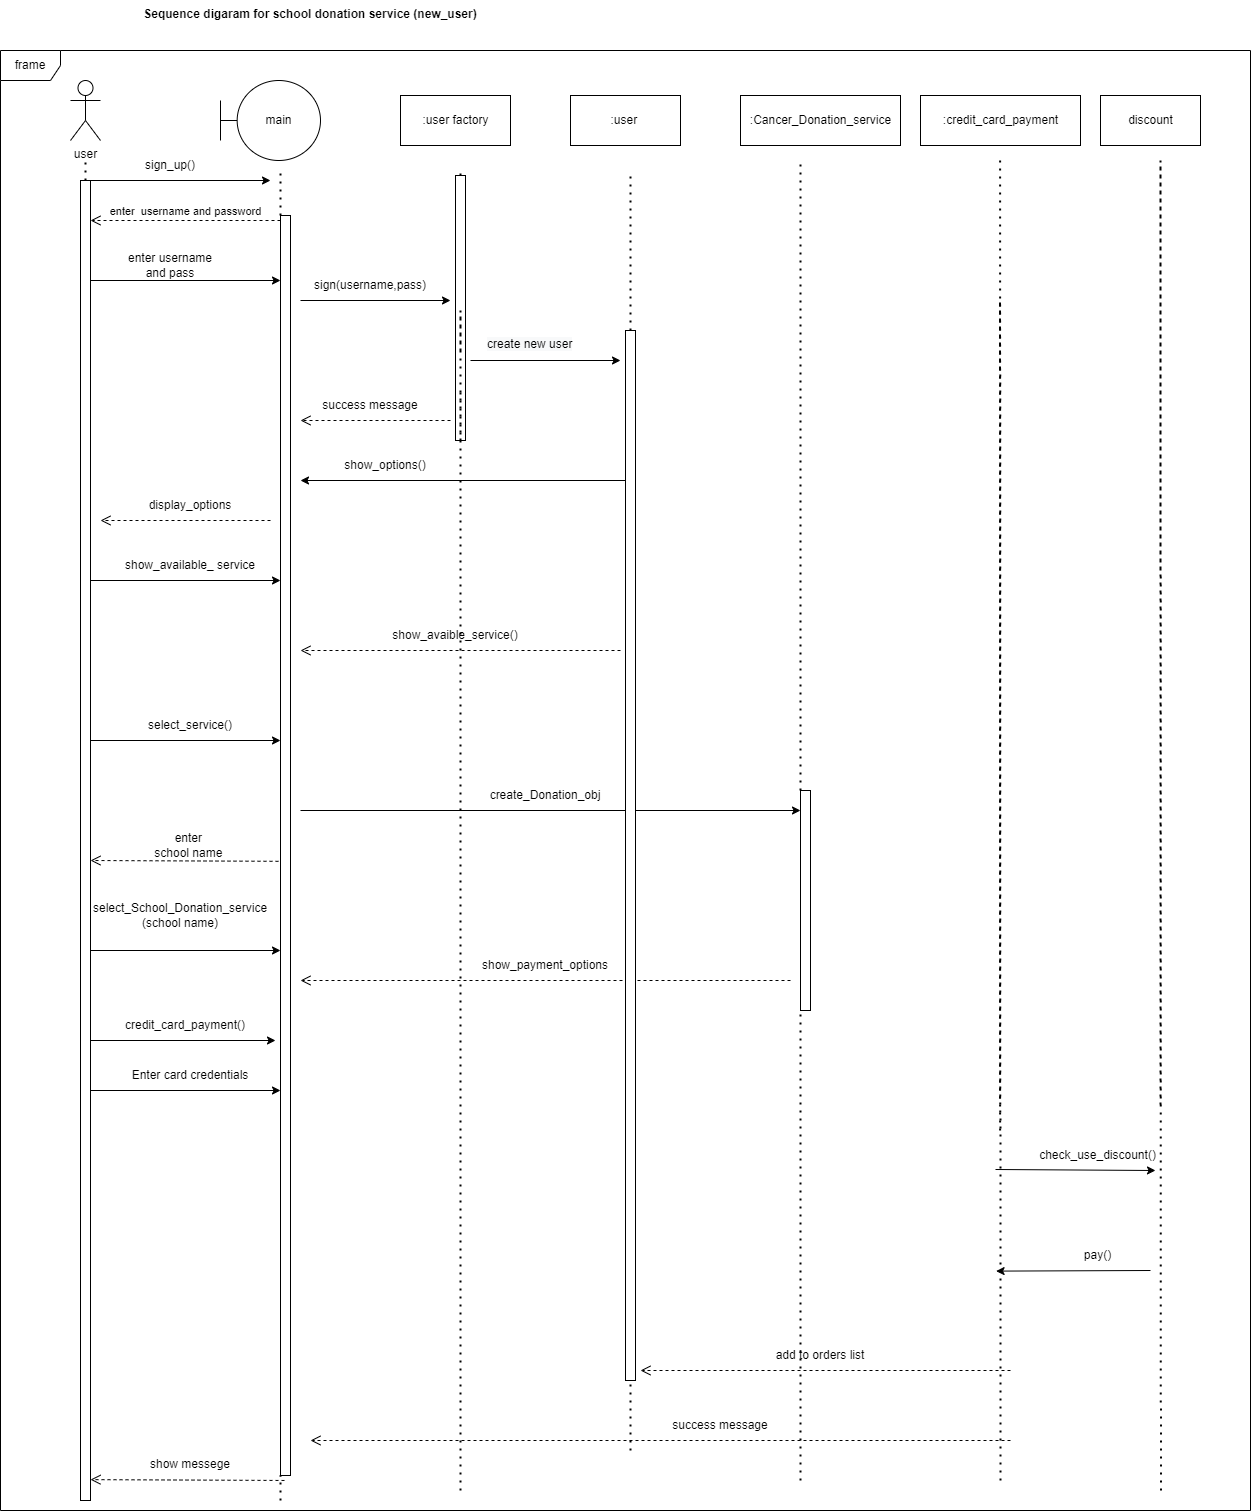 Sequence digaram for school donation service (new_user)
frame
main
:user factory
:user
:Cancer_Donation_service
:credit_card_payment
discount
user
sign_up()
enter  username and password
enter username
and pass
sign(username,pass)
create new user
success message
show_options()
display_options
show_available_ service
show_avaible_service()
select_service()
create_Donation_obj
enter
school name
select_School_Donation_service
(school name)
show_payment_options
credit_card_payment()
Enter card credentials
check_use_discount()
pay()
add to orders list
success message
show messege